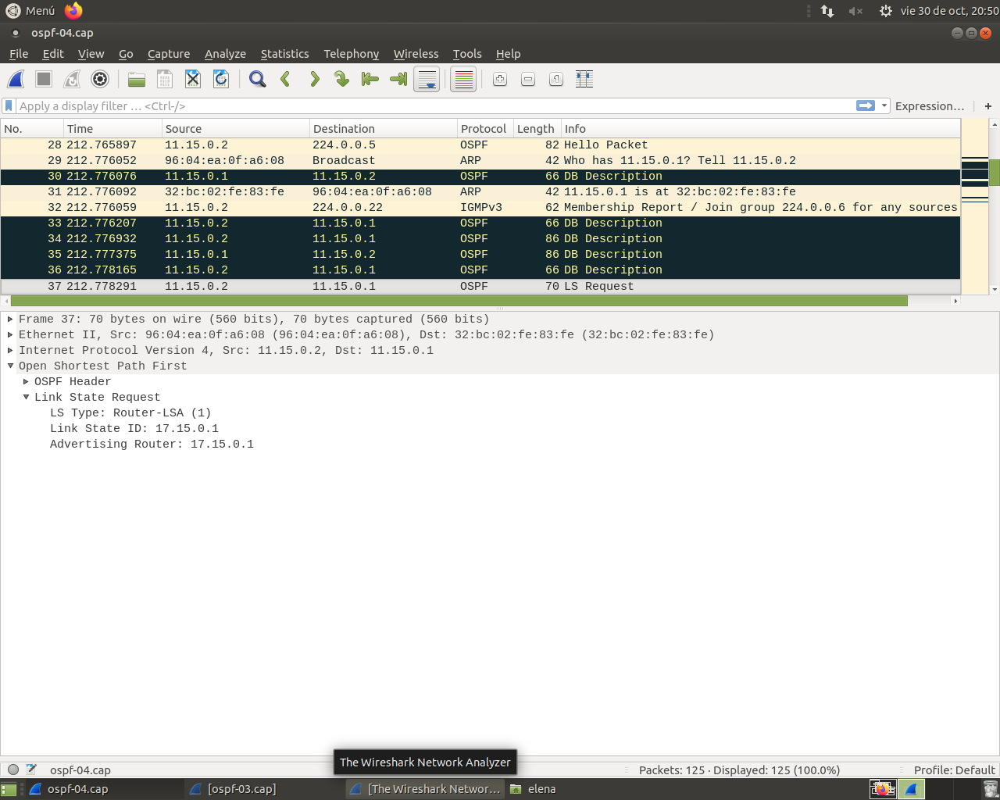 Menú vie 30 de oct, 20:50
ospf-04.cap
File Edit View Go Capture Analyze Statistics Telephony Wireless Tools Help
Apply a display filter … <Ctrl-/> Expression… +
No. Time Source Destination Protocol Length Info
28 212.765897 11.15.0.2 224.0.0.5 OSPF 82 Hello Packet
29 212.776052 96:04:ea:0f:a6:08 Broadcast ARP 42 Who has 11.15.0.1? Tell 11.15.0.2
30 212.776076 11.15.0.1 11.15.0.2 OSPF 66 DB Description
31 212.776092 32:bc:02:fe:83:fe 96:04:ea:0f:a6:08 ARP 42 11.15.0.1 is at 32:bc:02:fe:83:fe
32 212.776059 11.15.0.2 224.0.0.22 IGMPv3 62 Membership Report / Join group 224.0.0.6 for any sources
33 212.776207 11.15.0.2 11.15.0.1 OSPF 66 DB Description
34 212.776932 11.15.0.2 11.15.0.1 OSPF 86 DB Description
35 212.777375 11.15.0.1 11.15.0.2 OSPF 86 DB Description
36 212.778165 11.15.0.2 11.15.0.1 OSPF 66 DB Description
37 212.778291 11.15.0.2 11.15.0.1 OSPF 70 LS Request
Frame 37: 70 bytes on wire (560 bits), 70 bytes captured (560 bits)
Ethernet II, Src: 96:04:ea:0f:a6:08 (96:04:ea:0f:a6:08), Dst: 32:bc:02:fe:83:fe (32:bc:02:fe:83:fe)
Internet Protocol Version 4, Src: 11.15.0.2, Dst: 11.15.0.1
Open Shortest Path First
OSPF Header
Link State Request
LS Type: Router-LSA (1)
Link State ID: 17.15.0.1
Advertising Router: 17.15.0.1
The Wireshark Network Analyzer
ospf-04.cap Packets: 125 · Displayed: 125 (100.0%) Profile: Default
ospf-04.cap [ospf-03.cap] [The Wireshark Networ… elena